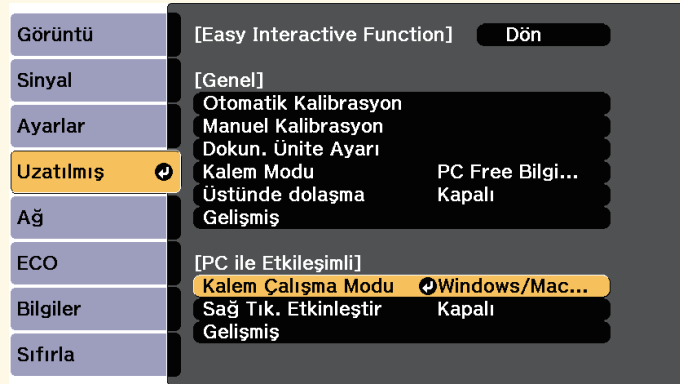 Görüntü
Sinyal
Ayarlar
Uzatılmış
Ağ
ECO
Bilgiler
Sıfırla
[Easy Interactive Function] Dön
[Genel]
Otomatik Kalibrasyon
Manuel Kalibrasyon
Dokun. Ünite Ayarı
Kalem Modu PC Free Bilgi...
Üstünde dolaşma Kapalı
Gelişmiş
[PC ile Etkileşimli]
Kalem Çalışma Modu Windows/Mac...
Sağ Tık. Etkinleştir Kapalı
Gelişmiş